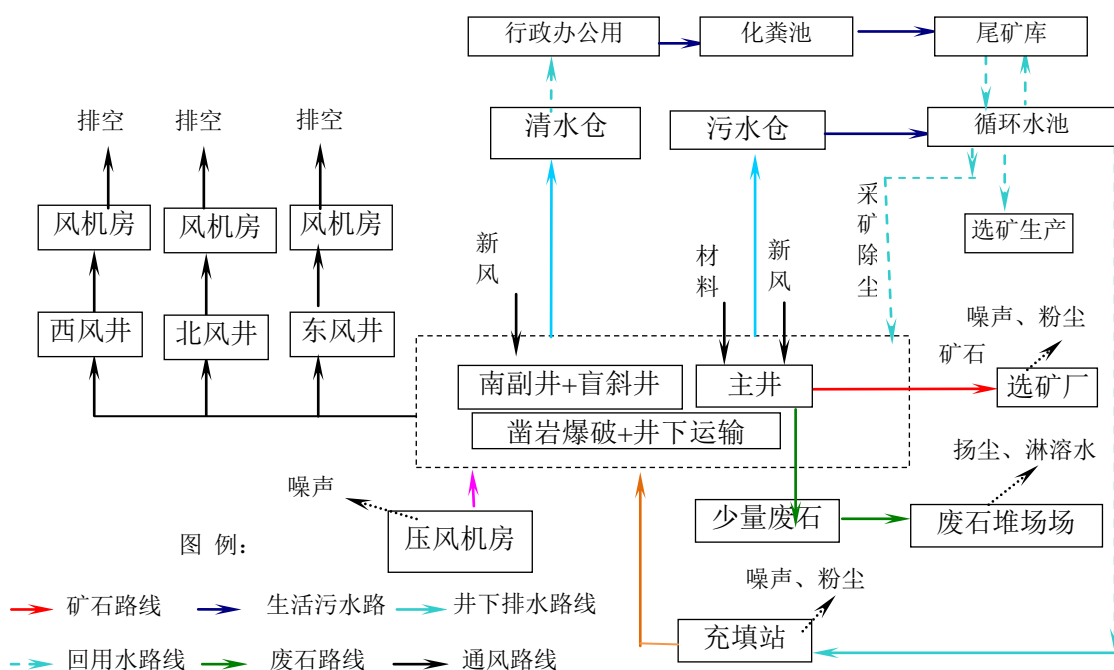 行政办公用
化粪池
尾矿库
排空
排空
排空
清水仓
污水仓
循环水池
风机房
风机房
风机房
新风
材料
新风
采矿除尘
选矿生产
西风井
北风井
东风井
噪声、粉尘
矿石
南副井+盲斜井
主井
选矿厂
凿岩爆破+井下运输
扬尘、淋溶水
噪声
少量废石
废石堆场场
压风机房
图 例：
噪声、粉尘
矿石路线
生活污水路
井下排水路线
充填站
回用水路线
废石路线
通风路线